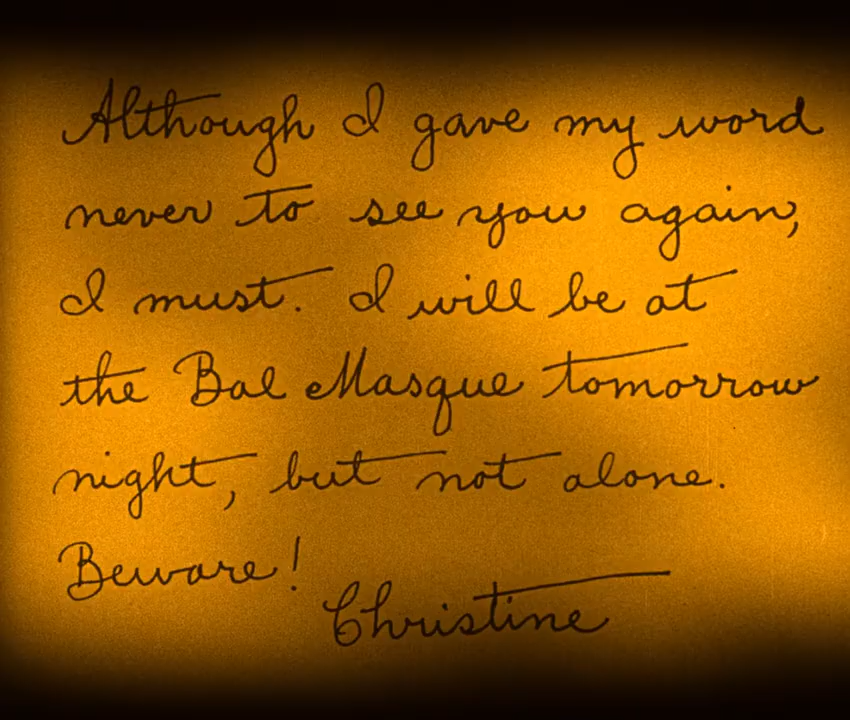 Although I gave my word
never to see you again,
I must. I will be at
the Bal Masque tomorrow
night, but not alone.
Beware!
Christine